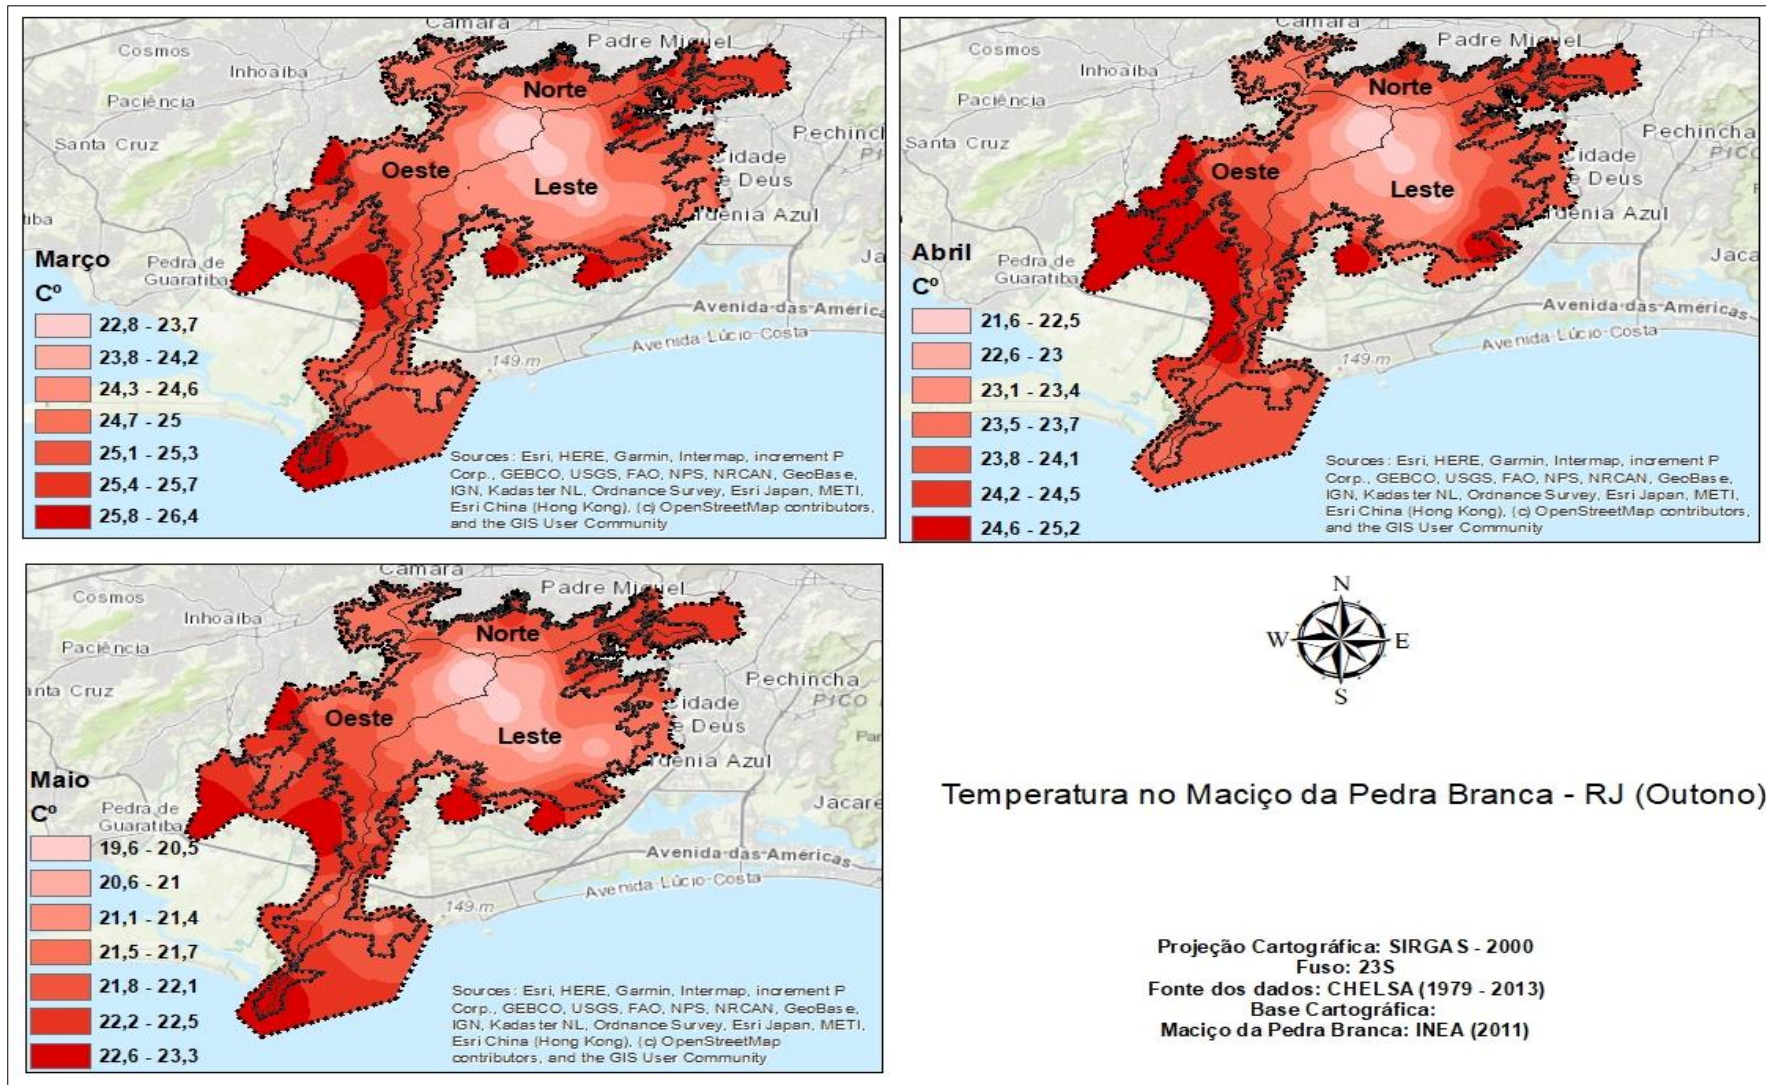 Câmara
Cosmos
Padre Miguel
Inhoaíba
Norte
Paciência
Pechincha
Santa Cruz
Cidade
e Deus
Oeste
Leste
Março
Cº
Pedra de
Guaratiba
Avenida das Américas
22,8 - 23,7
23,8 - 24,2
Avenida Lúcio Costa
149 m
24,3 - 24,6
24,7 - 25
25,1 - 25,3
25,4 - 25,7
25,8 - 26,4
Sources: Esri, HERE, Garmin, Intermap, increment P
Corp., GEBCO, USGS, FAO, NPS, NRCAN, GeoBase,
IGN, Kadaster NL, Ordnance Survey, Esri Japan, METI,
Esri China (Hong Kong), (c) OpenStreetMap contributors,
and the GIS User Community
Câmara
Cosmos
Padre Miguel
Inhoaíba
Norte
Paciência
Pechincha
PICO
Santa Cruz
Cidade
e Deus
Oeste
Leste
Abril
Cº
Pedra de
Guaratiba
Jaca
Avenida das Américas
21,6 - 22,5
22,6 - 23
Avenida Lúcio Costa
149 m
23,1 - 23,4
23,5 - 23,7
23,8 - 24,1
24,2 - 24,5
24,6 - 25,2
Sources: Esri, HERE, Garmin, Intermap, increment P
Corp., GEBCO, USGS, FAO, NPS, NRCAN, GeoBase,
IGN, Kadaster NL, Ordnance Survey, Esri Japan, METI,
Esri China (Hong Kong), (c) OpenStreetMap contributors,
and the GIS User Community
Câmara
Cosmos
Padre Miguel
Inhoaíba
Norte
Paciência
Pechincha
PICO
anta Cruz
Cidade
e Deus
Oeste
Leste
Maio
Cº
Pedra de
Guaratiba
Jacare
Avenida das Américas
Avenida Lúcio Costa
149 m
19,6 - 20,5
20,6 - 21
21,1 - 21,4
21,5 - 21,7
21,8 - 22,1
22,2 - 22,5
22,6 - 23,3
Sources: Esri, HERE, Garmin, Intermap, increment P
Corp., GEBCO, USGS, FAO, NPS, NRCAN, GeoBase,
IGN, Kadaster NL, Ordnance Survey, Esri Japan, METI,
Esri China (Hong Kong), (c) OpenStreetMap
contributors, and the GIS User Community
N
W E
S
Temperatura no Maciço da Pedra Branca - RJ (Outono)
Projeção Cartográfica: SIRGAS - 2000
Fuso: 23S
Fonte dos dados: CHELSA (1979 - 2013)
Base Cartográfica:
Maciço da Pedra Branca: INEA (2011)